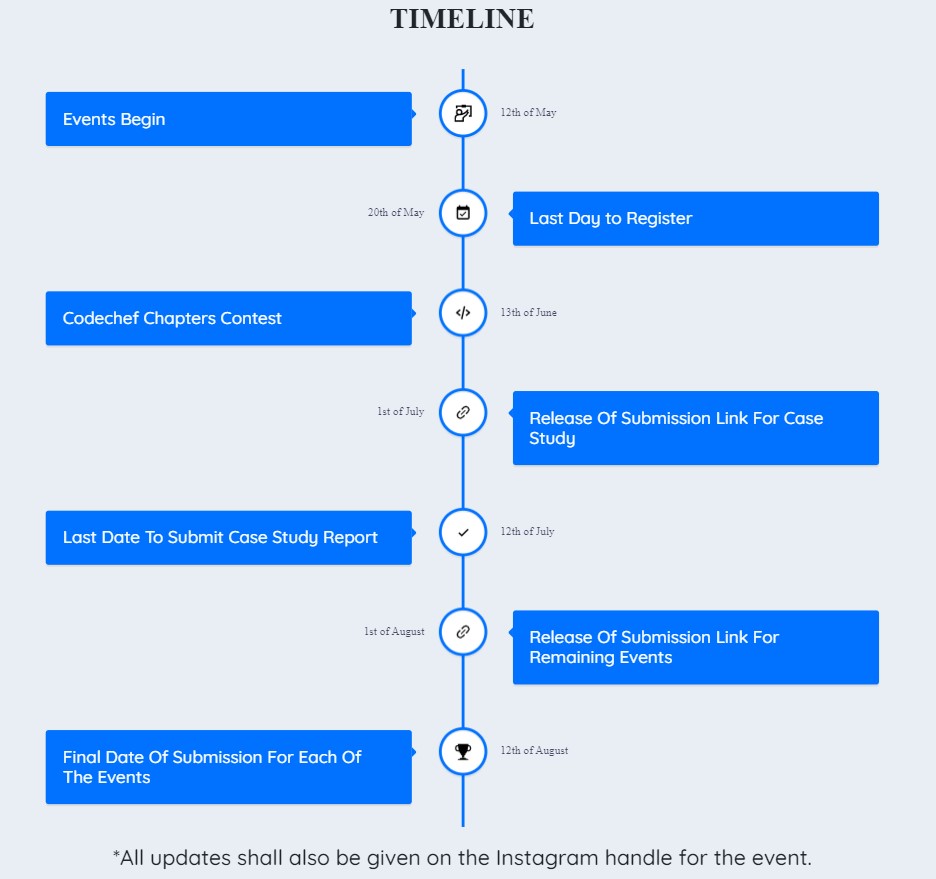 TIMELINE
Events Begin
12th of May
20th of May
Last Day to Register
Codechef Chapters Contest
13th of June
1st of July
Release Of Submission Link For Case
Study
Last Date To Submit Case Study Report
12th of July
1st of August
Release Of Submission Link For
Remaining Events
Final Date Of Submission For Each Of
The Events
12th of August
*All updates shall also be given on the Instagram handle for the event.